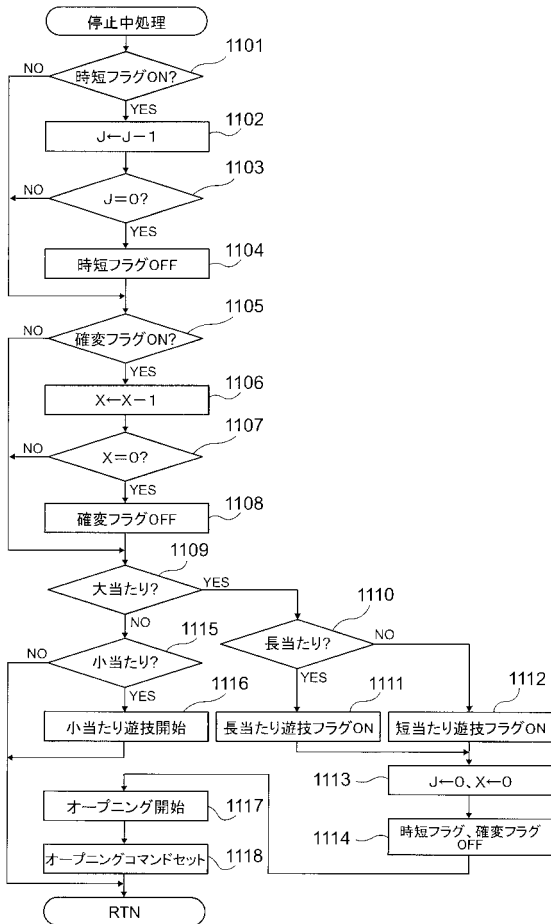 停止中処理
1101
NO
時短フラグON?
YES
1102
J←J-1
1103
NO
J=0?
YES
1104
時短フラグOFF
1105
NO
確変フラグON?
YES
1106
X←X-1
1107
NO
X=0?
YES
1108
確変フラグOFF
1109
大当たり?
YES
NO
1110
長当たり?
NO
YES
1115
NO
小当たり?
YES
1116
小当たり遊技開始
1111
長当たり遊技フラグON
1112
短当たり遊技フラグON
1113
J←0、X←0
1114
時短フラグ、確変フラグ
OFF
オープニング開始
1117
オープニングコマンドセット
1118
RTN